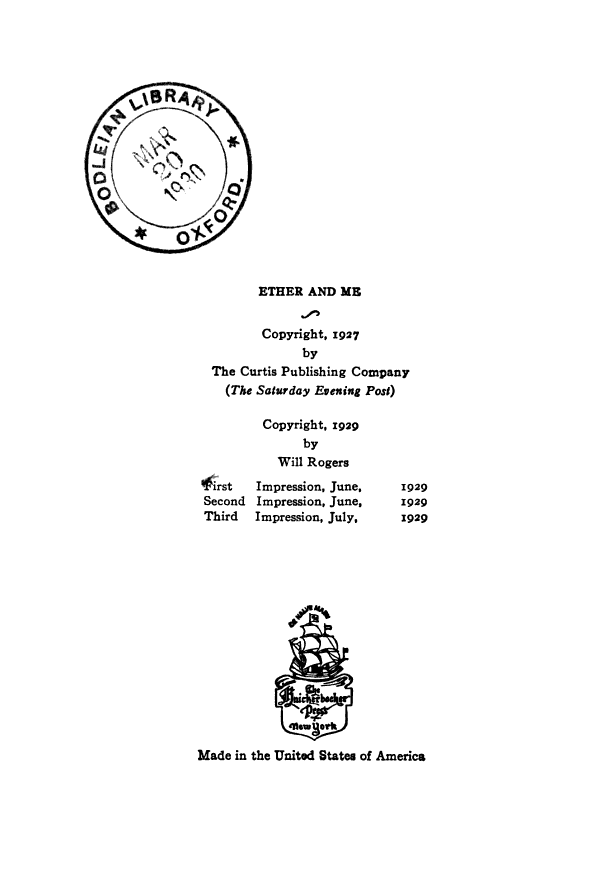 BODLEIAN LIBRARY
MAR
20
1930
* OXFORD. *
ETHER AND ME
Copyright, 1927
by
The Curtis Publishing Company
(The Saturday Evening Post)
Copyright, 1929
by
Will Rogers
First Impression, June, 1929
Second Impression, June, 1929
Third Impression, July, 1929
The
Knickerbocker
Press
New York
Made in the United States of America